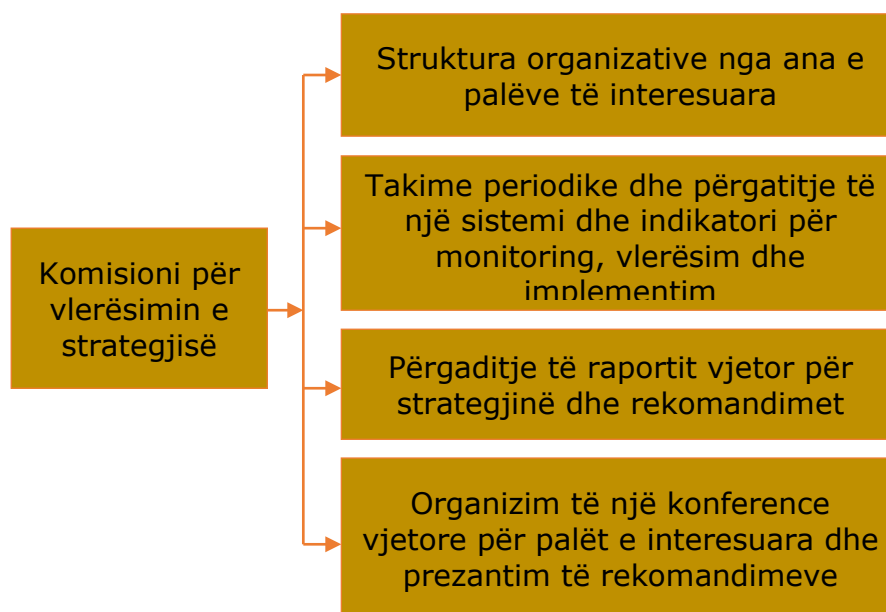 Komisioni për
vlerësimin e
strategjisë
Struktura organizative nga ana e
palëve të interesuara
Takime periodike dhe përgatitje të
një sistemi dhe indikatori për
monitoring, vlerësim dhe
implementim
Përgaditje të raportit vjetor për
strategjinë dhe rekomandimet
Organizim të një konference
vjetore për palët e interesuara dhe
prezantim të rekomandimeve